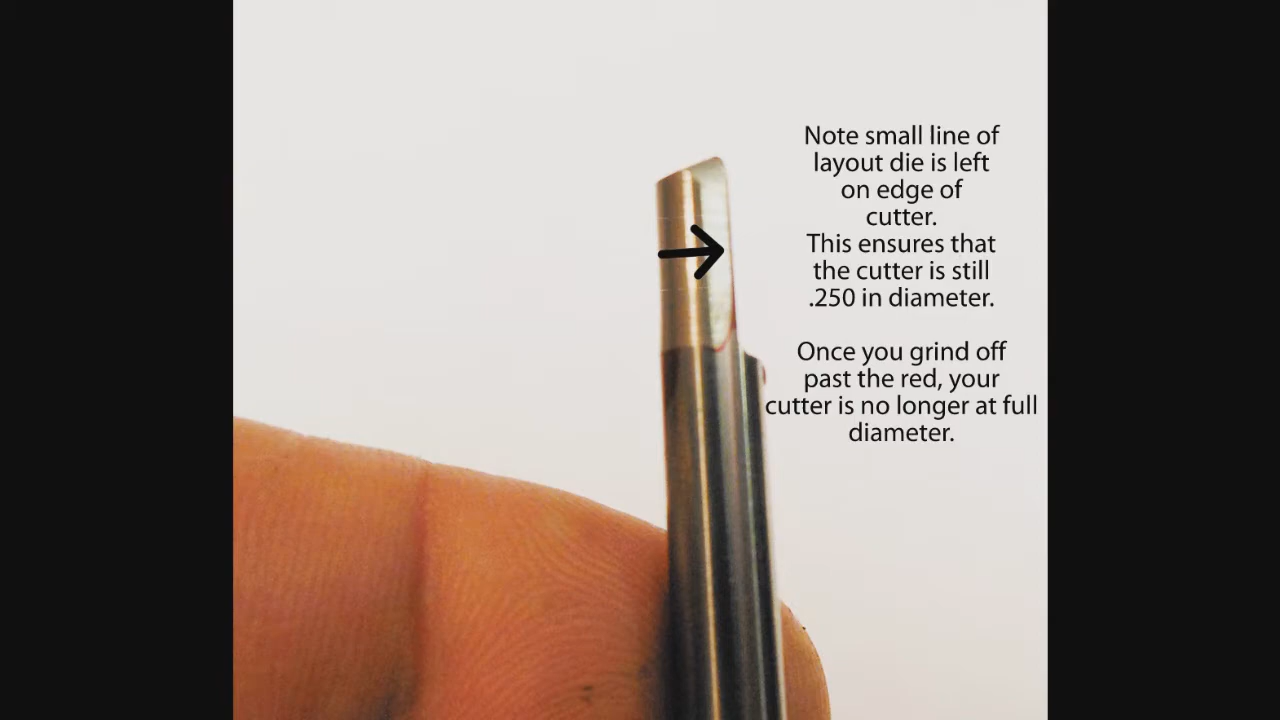 Note small line of
layout die is left
on edge of
cutter.
This ensures that
the cutter is still
.250 in diameter.
Once you grind off
past the red, your
cutter is no longer at full
diameter.